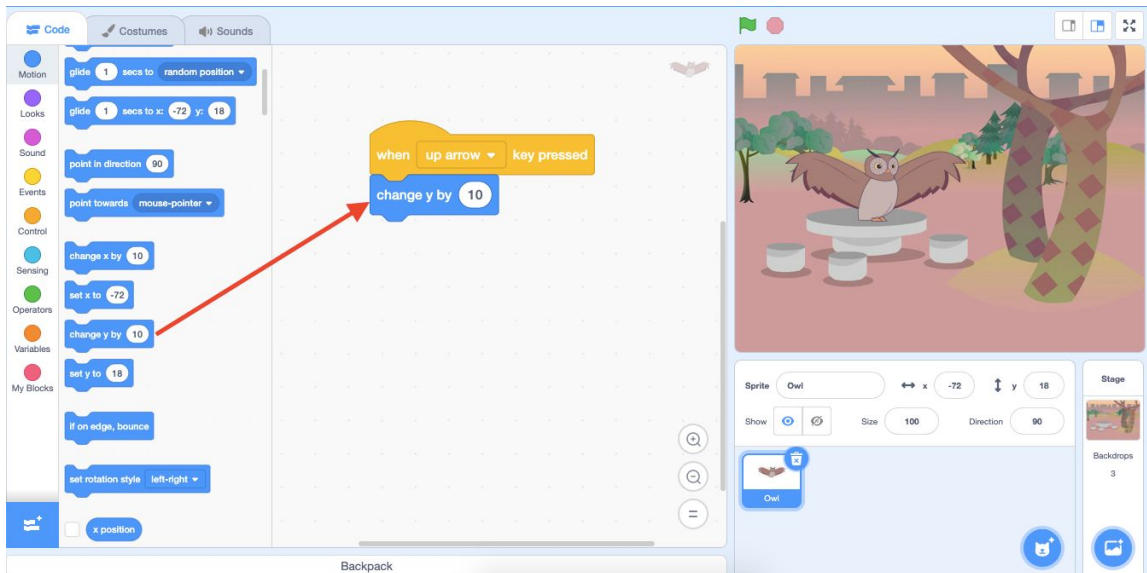 Code
Costumes
Sounds
Motion
Looks
Sound
Events
Control
Sensing
Operators
Variables
My Blocks
glide 1 secs to random position
glide 1 secs to x: -72 y: 18
point in direction 90
point towards mouse-pointer
change x by 10
set x to -72
change y by 10
set y to 18
if on edge, bounce
set rotation style left-right
x position
when up arrow key pressed
change y by 10
Backpack
Sprite Owl x -72 y 18
Show Size 100 Direction 90
Owl
Stage
Backdrops
3